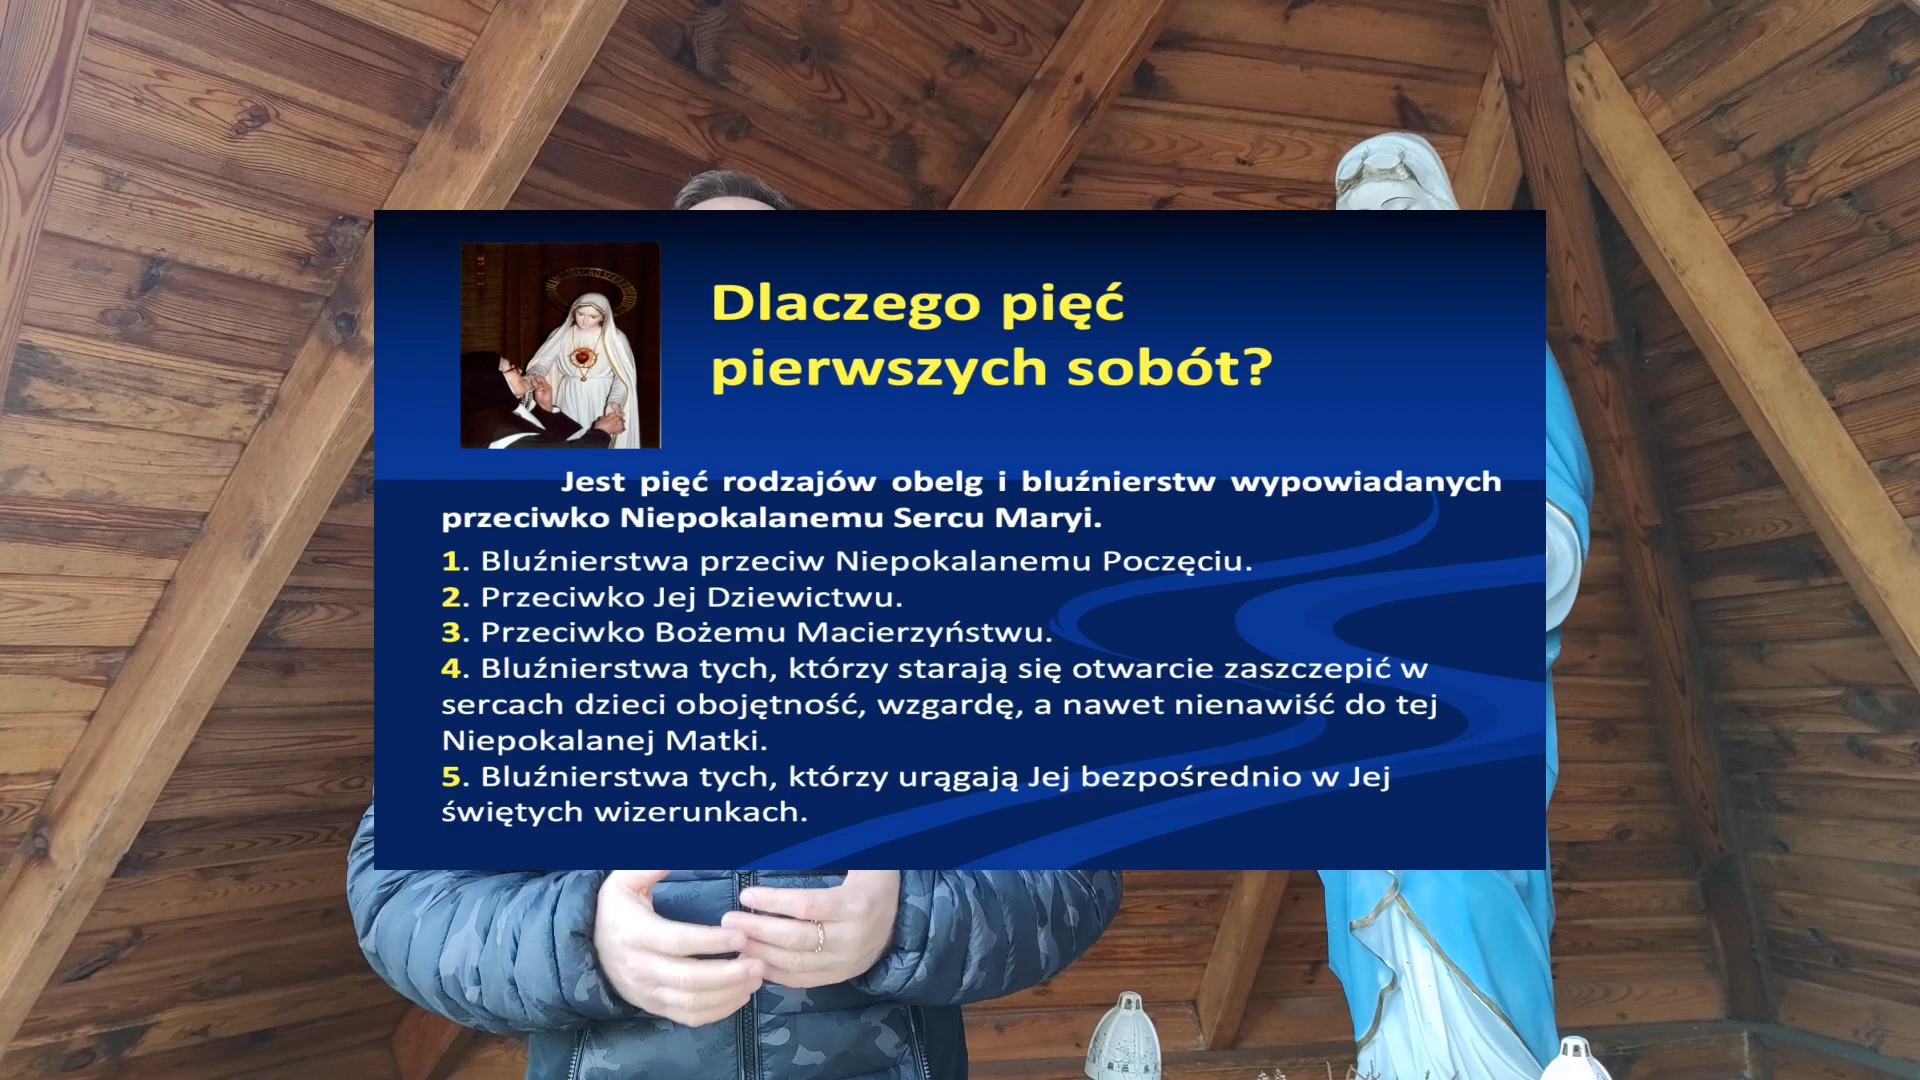 Dlaczego pięć
pierwszych sobót?
Jest pięć rodzajów obelg i bluźnierstw wypowiadanych
przeciwko Niepokalanemu Sercu Maryi.
1. Bluźnierstwa przeciw Niepokalanemu Poczęciu.
2. Przeciwko Jej Dziewictwu.
3. Przeciwko Bożemu Macierzyństwu.
4. Bluźnierstwa tych, którzy starają się otwarcie zaszczepić w
sercach dzieci obojętność, wzgardę, a nawet nienawiść do tej
Niepokalanej Matki.
5. Bluźnierstwa tych, którzy urągają Jej bezpośrednio w Jej
świętych wizerunkach.